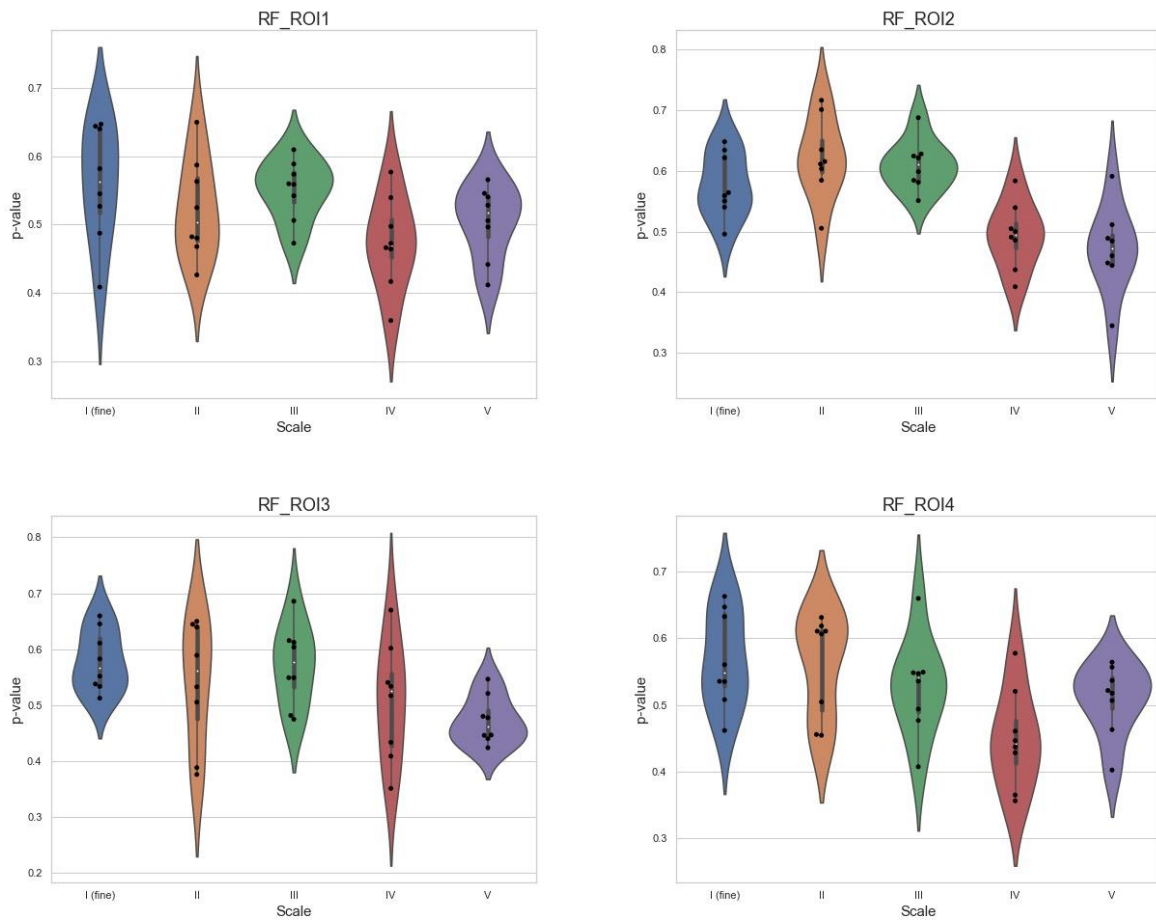 RF_ROI1
p-value
0.7
0.6
0.5
0.4
0.3
I (fine)
II
III
IV
V
Scale
RF_ROI2
p-value
0.8
0.7
0.6
0.5
0.4
0.3
I (fine)
II
III
IV
V
Scale
RF_ROI3
p-value
0.8
0.7
0.6
0.5
0.4
0.3
0.2
I (fine)
II
III
IV
V
Scale
RF_ROI4
p-value
0.7
0.6
0.5
0.4
0.3
I (fine)
II
III
IV
V
Scale